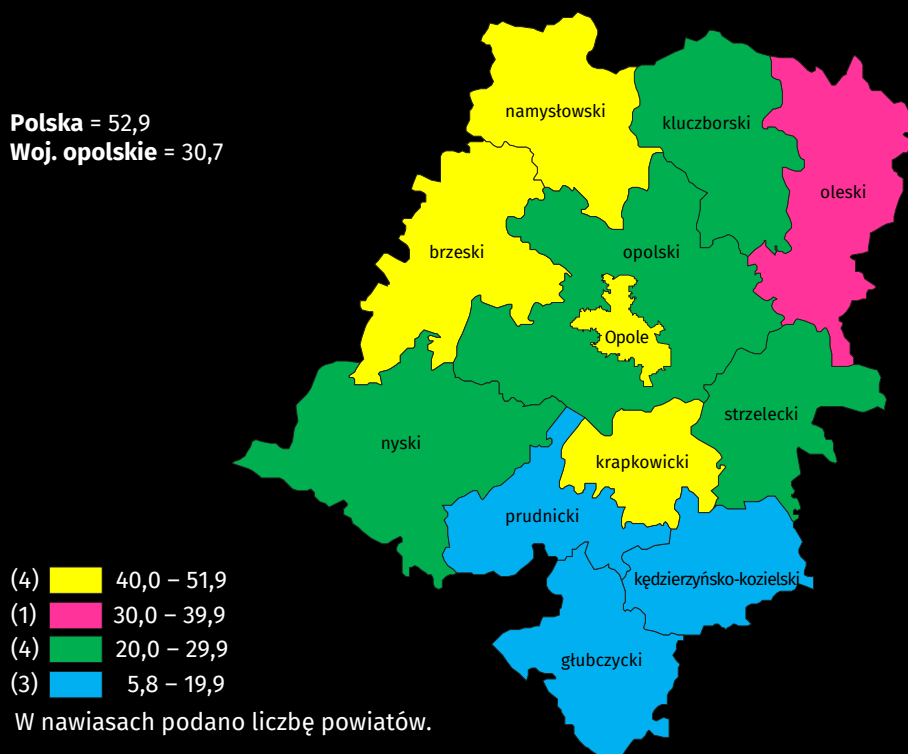 Polska = 52,9
Woj. opolskie = 30,7
namysłowski
kluczborski
oleski
brzeski
opolski
Opole
strzelecki
nyski
krapkowicki
prudnicki
kędzierzyńsko-kozielski
głubczycki
(4) 40,0 – 51,9
(1) 30,0 – 39,9
(4) 20,0 – 29,9
(3) 5,8 – 19,9
W nawiasach podano liczbę powiatów.